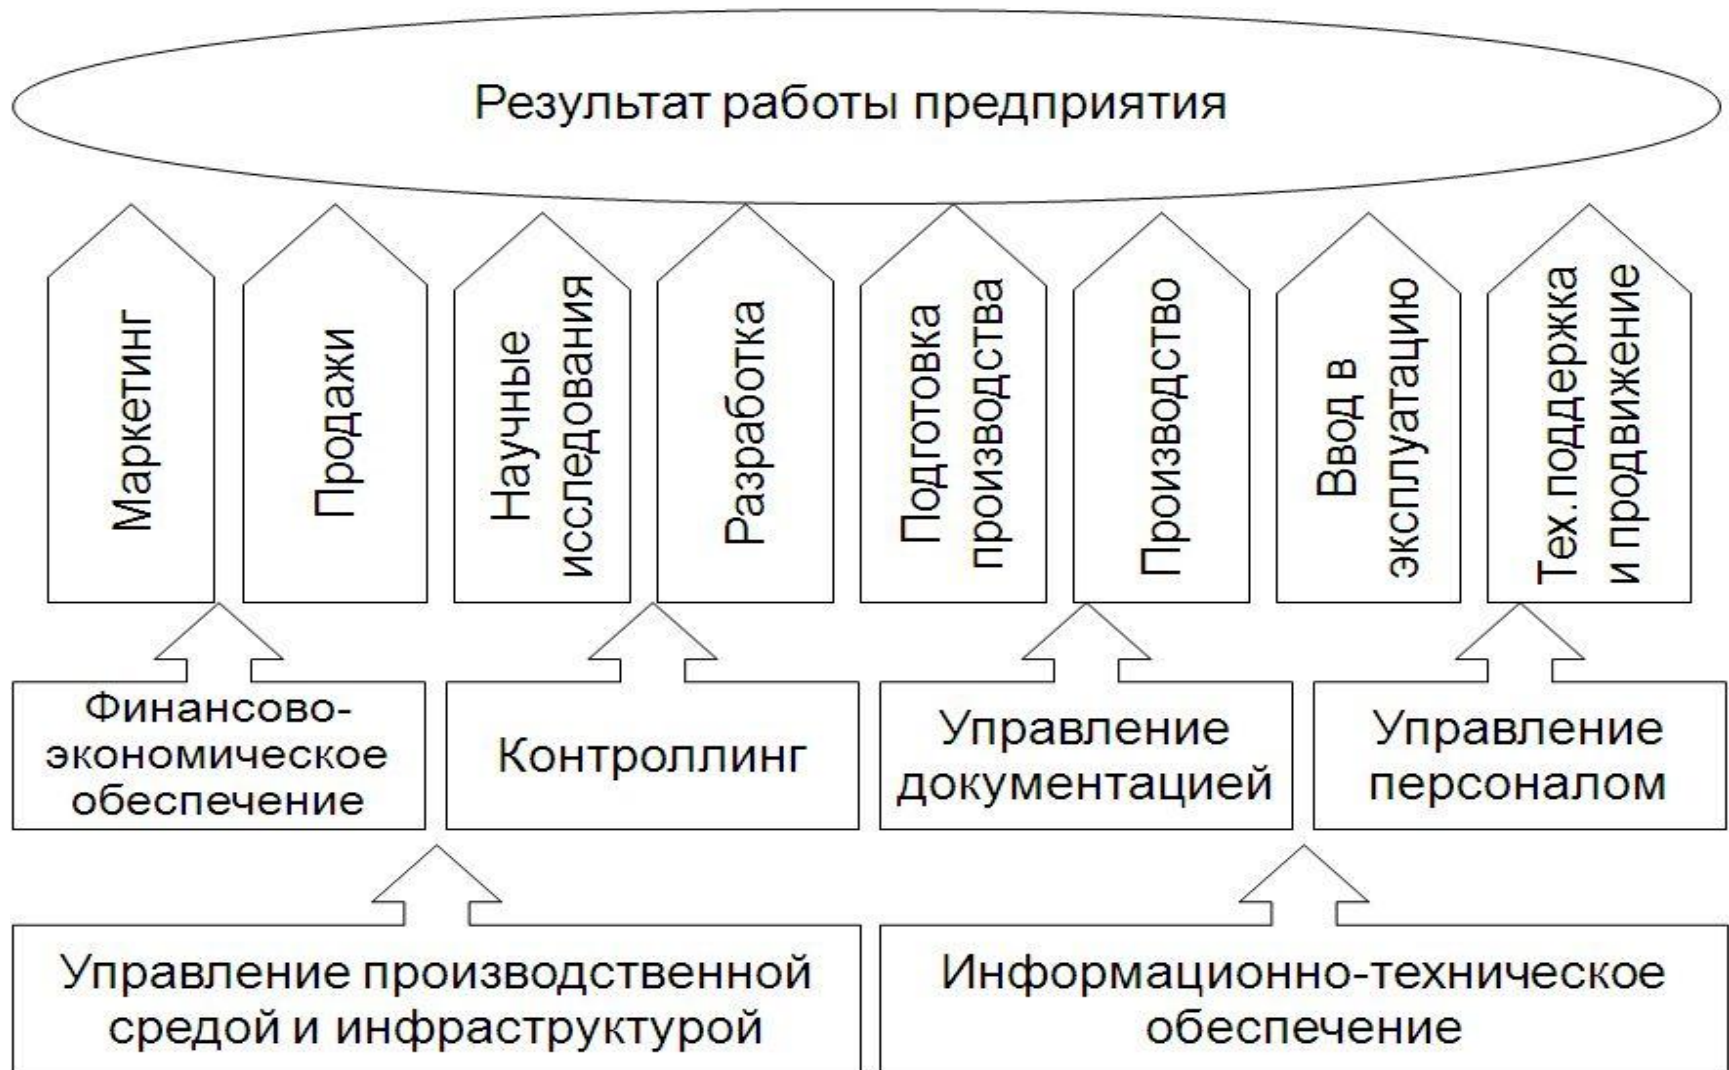 Результат работы предприятия
Маркетинг
Продажи
Научные
исследования
Разработка
Подготовка
производства
Производство
Ввод в
эксплуатацию
Тех.поддержка
и продвижение
Финансово-
экономическое
обеспечение
Контроллинг
Управление
документацией
Управление
персоналом
Управление производственной
средой и инфраструктурой
Информационно-техническое
обеспечение